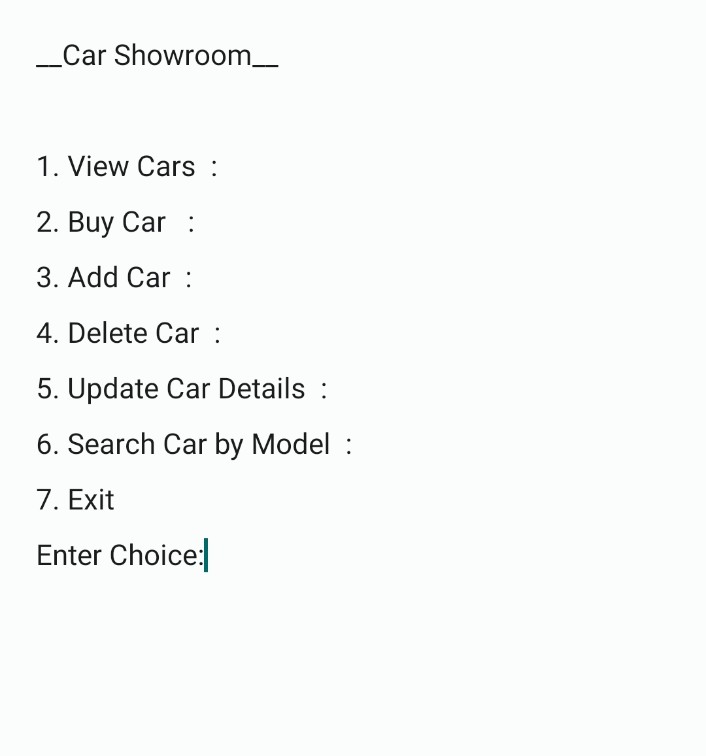 __Car Showroom__
1. View Cars  :
2. Buy Car   :
3. Add Car  :
4. Delete Car  :
5. Update Car Details  :
6. Search Car by Model  :
7. Exit
Enter Choice: